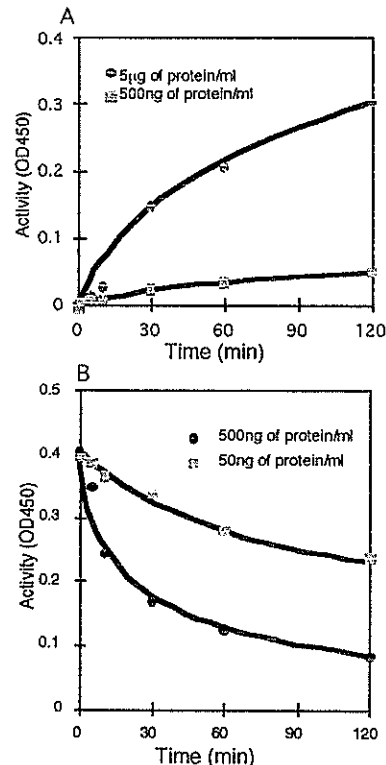 A
0.4
5µg of protein/ml
500ng of protein/ml
0.3
0.2
0.1
0
Activity (OD450)
0 30 60 90 120
Time (min)
B
0.5
500ng of protein/ml
50ng of protein/ml
0.4
0.3
0.2
0.1
0
Activity (OD450)
0 30 60 90 120
Time (min)